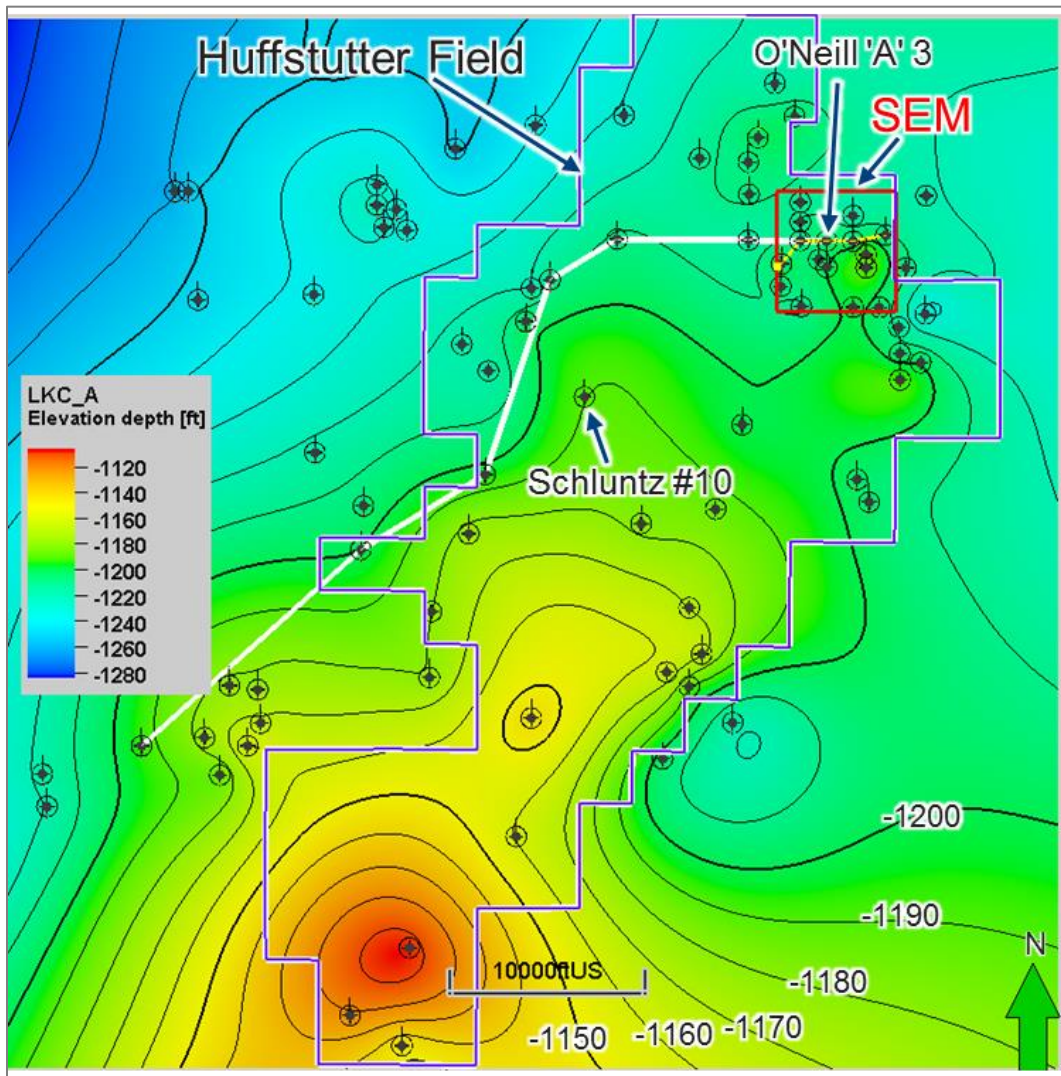 Huffstutter Field
O'Neill 'A' 3
SEM
Schluntz #10
LKC_A
Elevation depth [ft]
-1120
-1140
-1160
-1180
-1200
-1220
-1240
-1260
-1280
-1200
-1190
-1180
-1170
-1160
-1150
10000ftUS
N